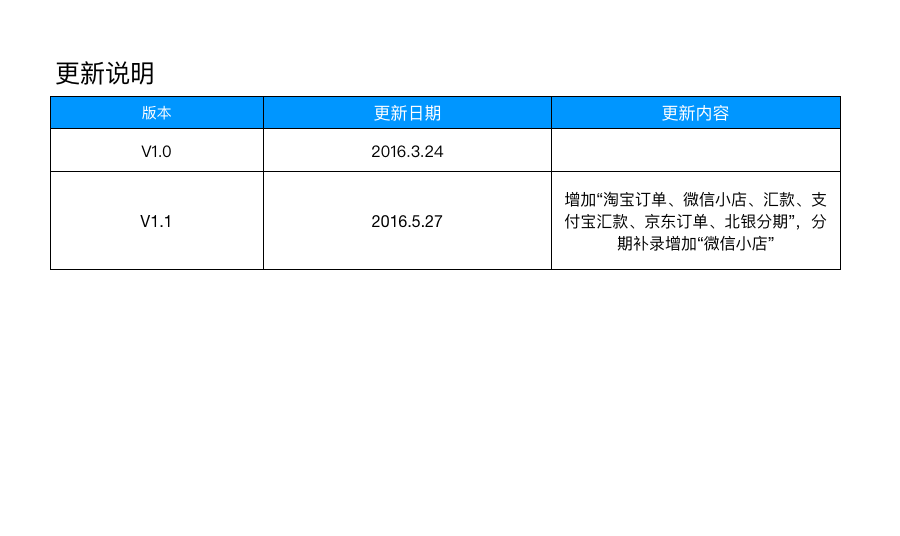 更新说明
版本 更新日期 更新内容
V1.0 2016.3.24
V1.1 2016.5.27
增加“淘宝订单、微信小店、汇款、支
付宝汇款、京东订单、北银分期”，分
期补录增加“微信小店”